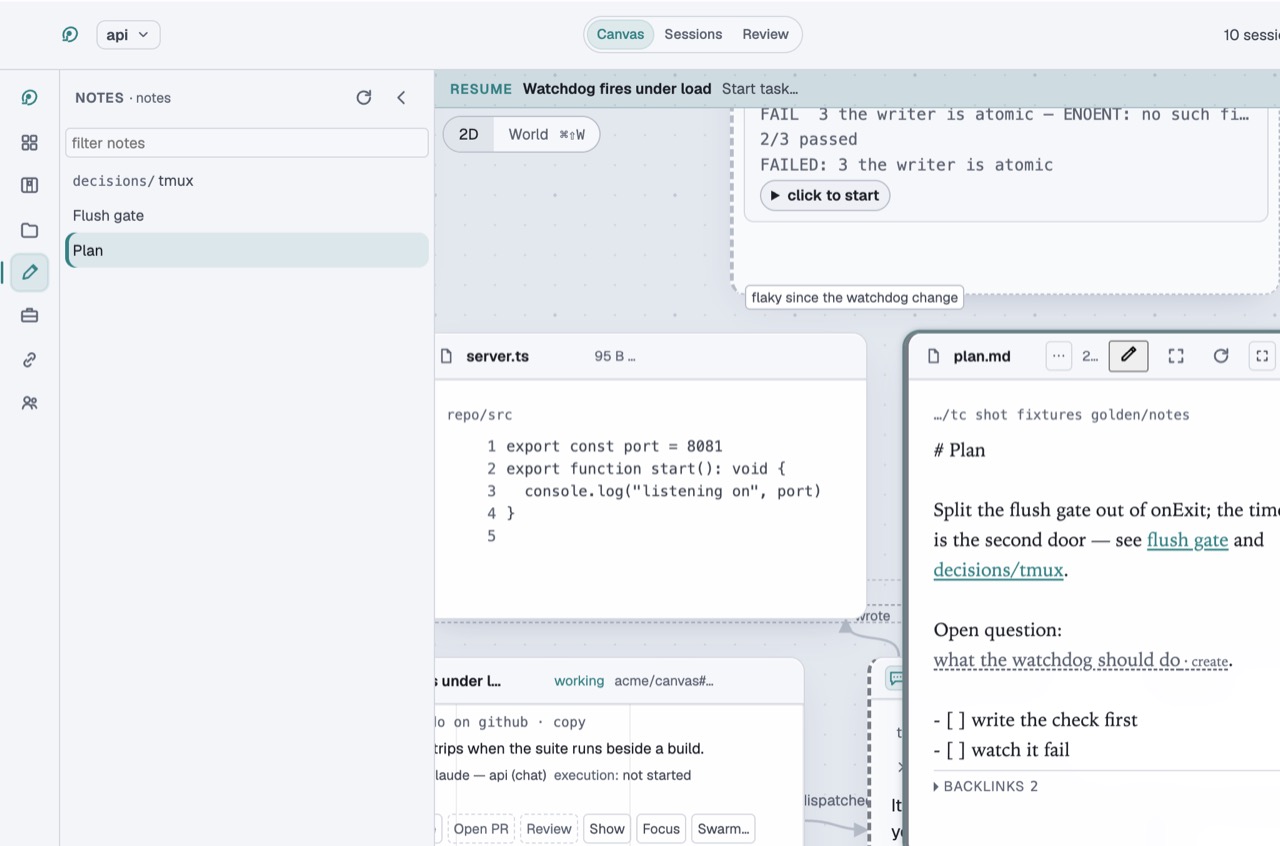 api
Canvas Sessions Review
10 sessi
NOTES · notes
filter notes
decisions/ tmux
Flush gate
Plan
RESUME Watchdog fires under load Start task…
2D World ⌘⇧W
FAIL 3 the writer is atomic — ENOENT: no such fi…
2/3 passed
FAILED: 3 the writer is atomic
▶ click to start
flaky since the watchdog change
server.ts 95 B …
repo/src
1 export const port = 8081
2 export function start(): void {
3 console.log("listening on", port)
4 }
5
plan.md ··· 2…
…/tc shot fixtures golden/notes
# Plan
Split the flush gate out of onExit; the tim
is the second door — see flush gate and
decisions/tmux.
Open question:
what the watchdog should do · create.
- [ ] write the check first
- [ ] watch it fail
BACKLINKS 2
wrote
s under l… working acme/canvas#…
on github · copy
trips when the suite runs beside a build.
laude — api (chat) execution: not started
Open PR Review Show Focus Swarm…
dispatched
It